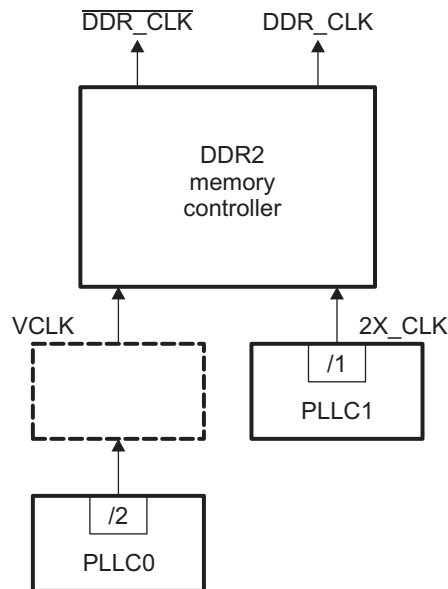 DDR_CLK DDR_CLK
DDR2
memory
controller
VCLK 2X_CLK
/1
PLLC1
/2
PLLC0